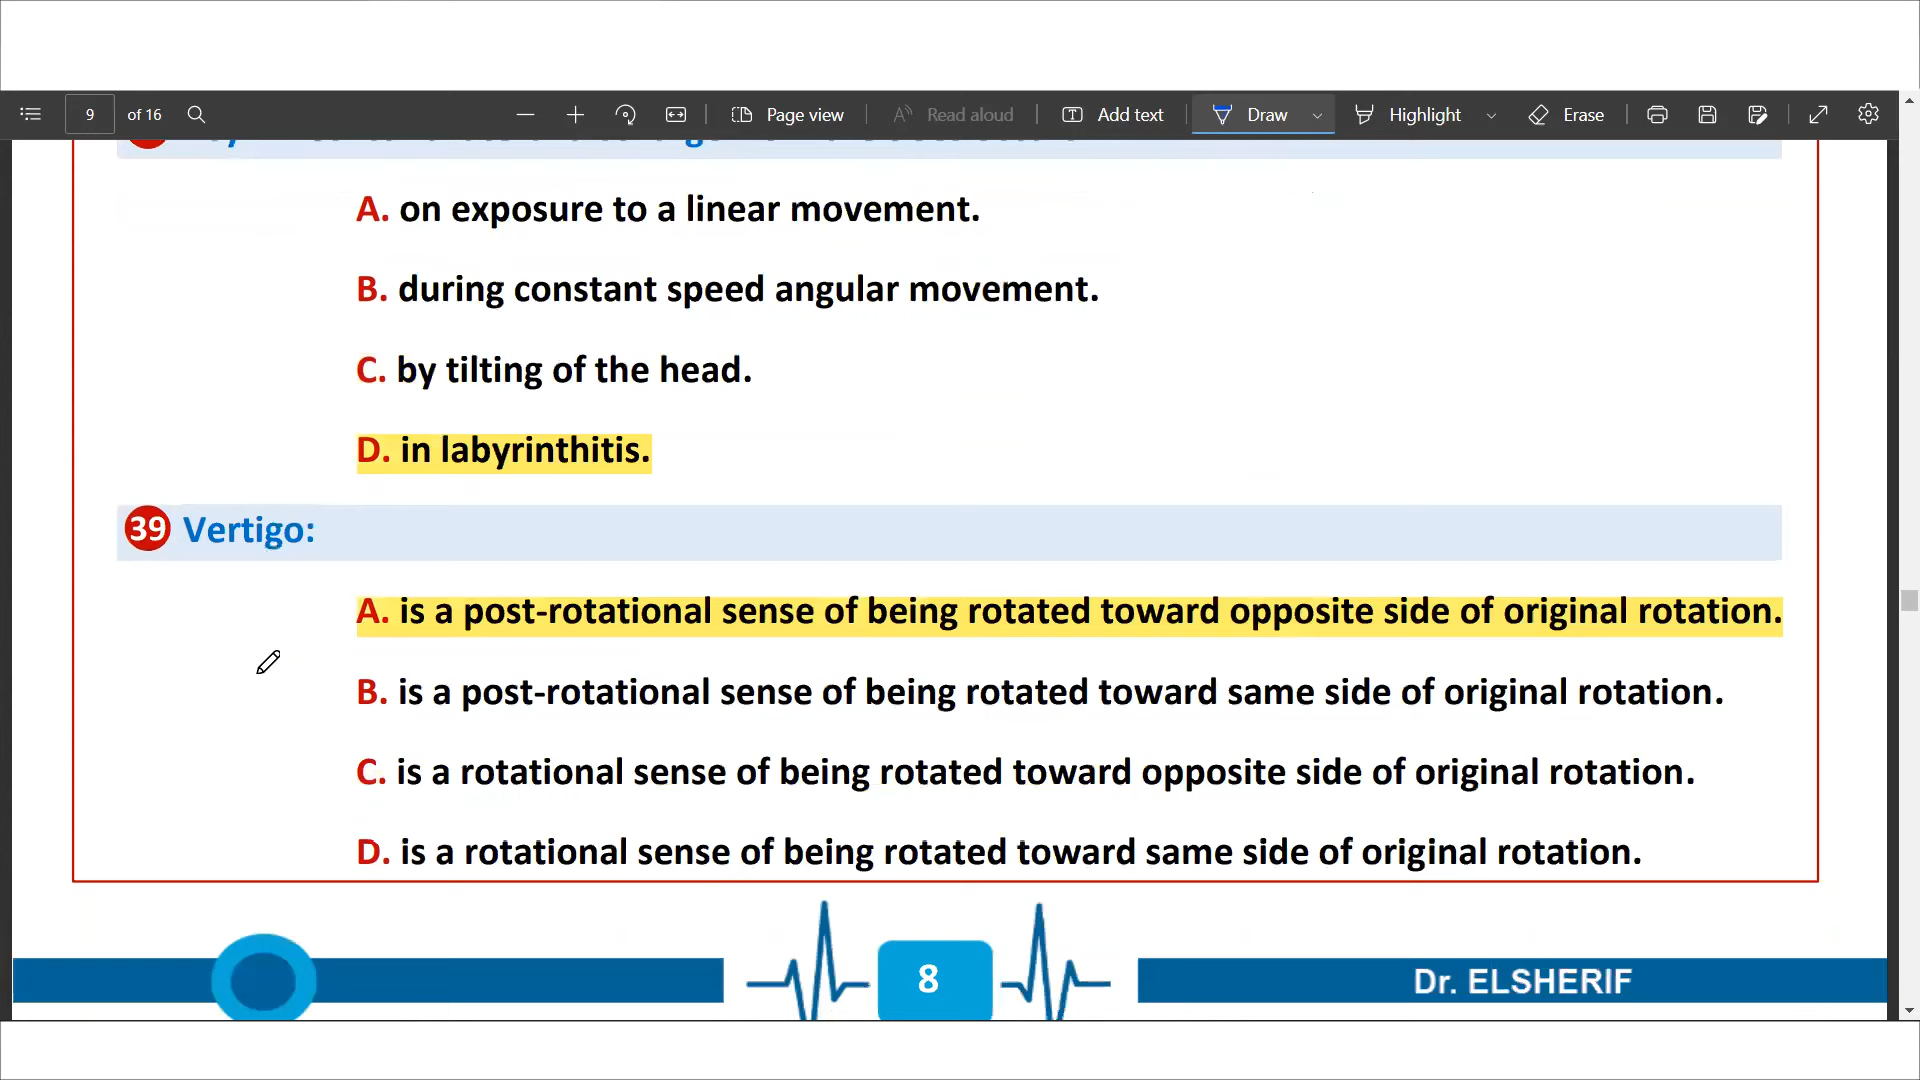 9 of 16 Page view Read aloud Add text Draw Highlight Erase
A. on exposure to a linear movement.
B. during constant speed angular movement.
C. by tilting of the head.
D. in labyrinthitis.
39 Vertigo:
A. is a post-rotational sense of being rotated toward opposite side of original rotation.
B. is a post-rotational sense of being rotated toward same side of original rotation.
C. is a rotational sense of being rotated toward opposite side of original rotation.
D. is a rotational sense of being rotated toward same side of original rotation.
8
Dr. ELSHERIF